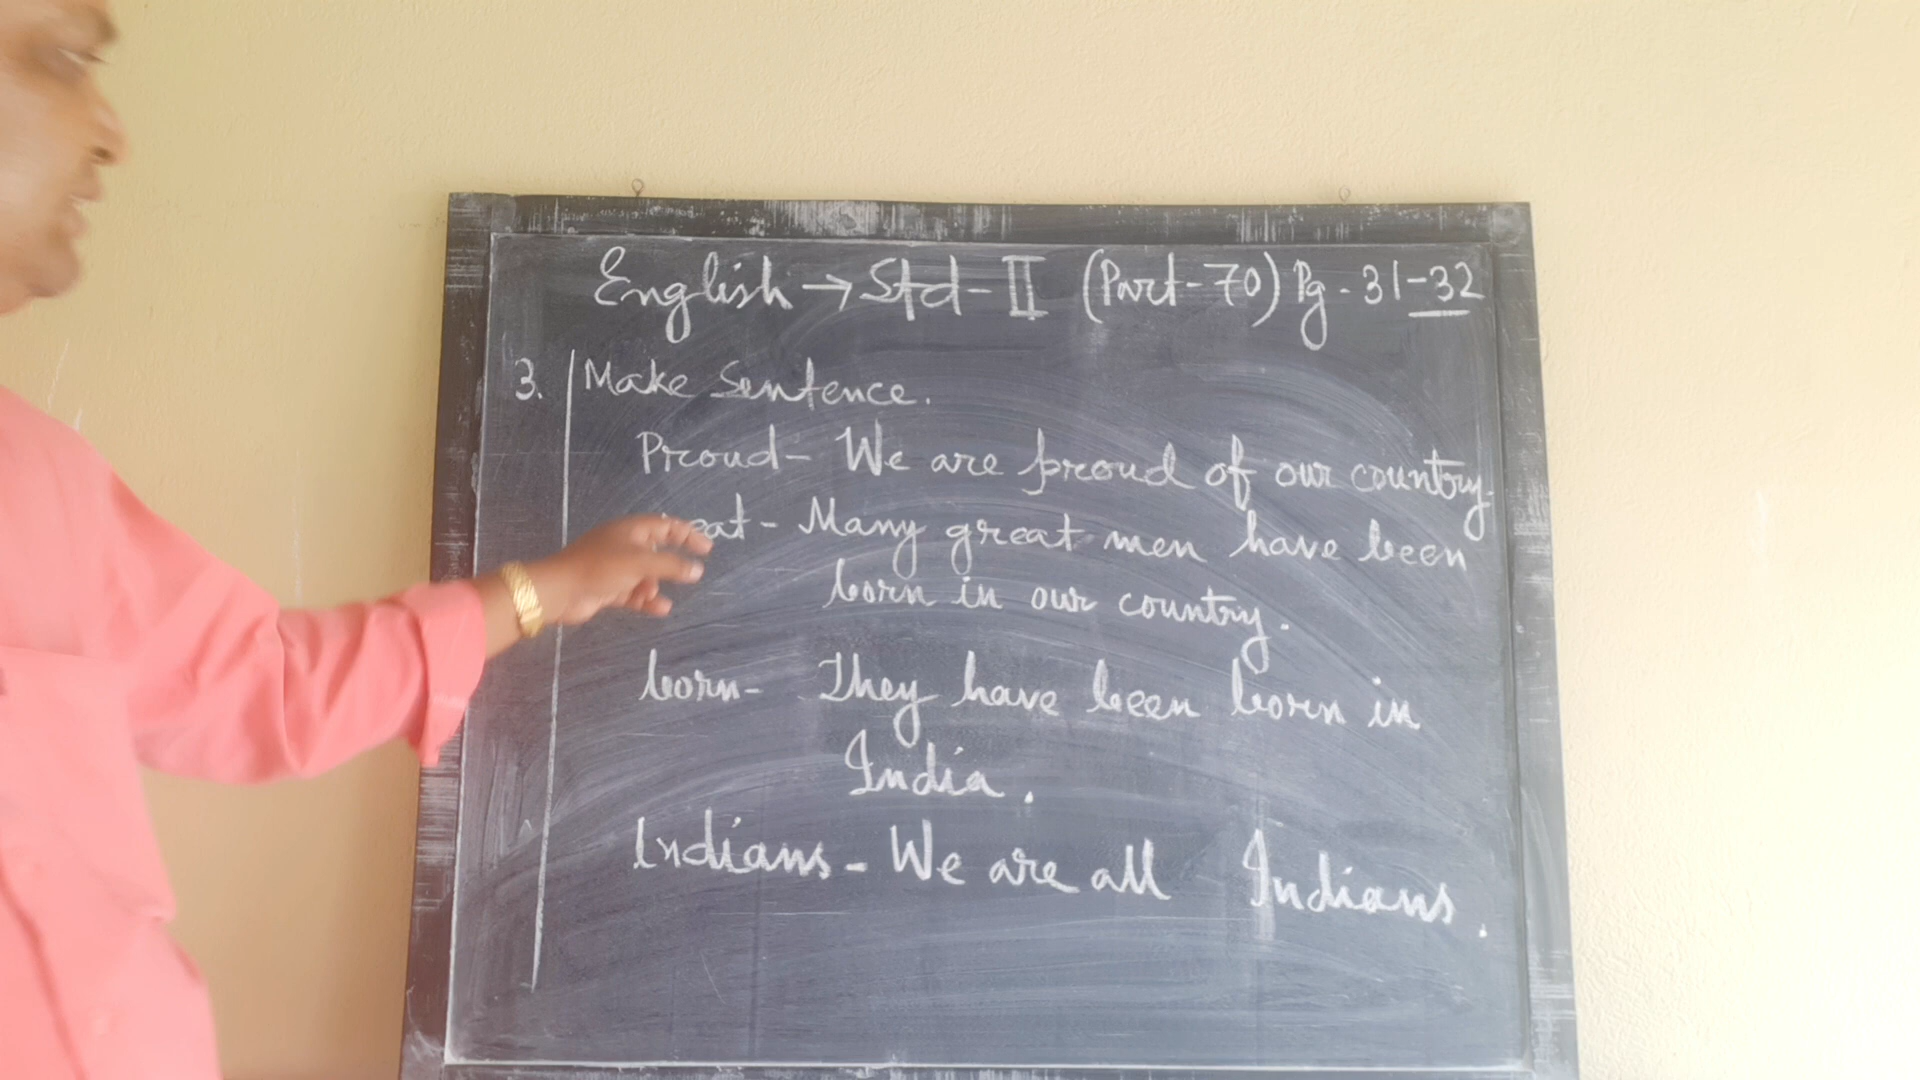 English → Std - II (Part - 70) Pg - 31-32
3. Make Sentence.
Proud - We are proud of our country.
- Many great men have been
born in our country.
born - They have been born in
India.
Indians - We are all Indians.